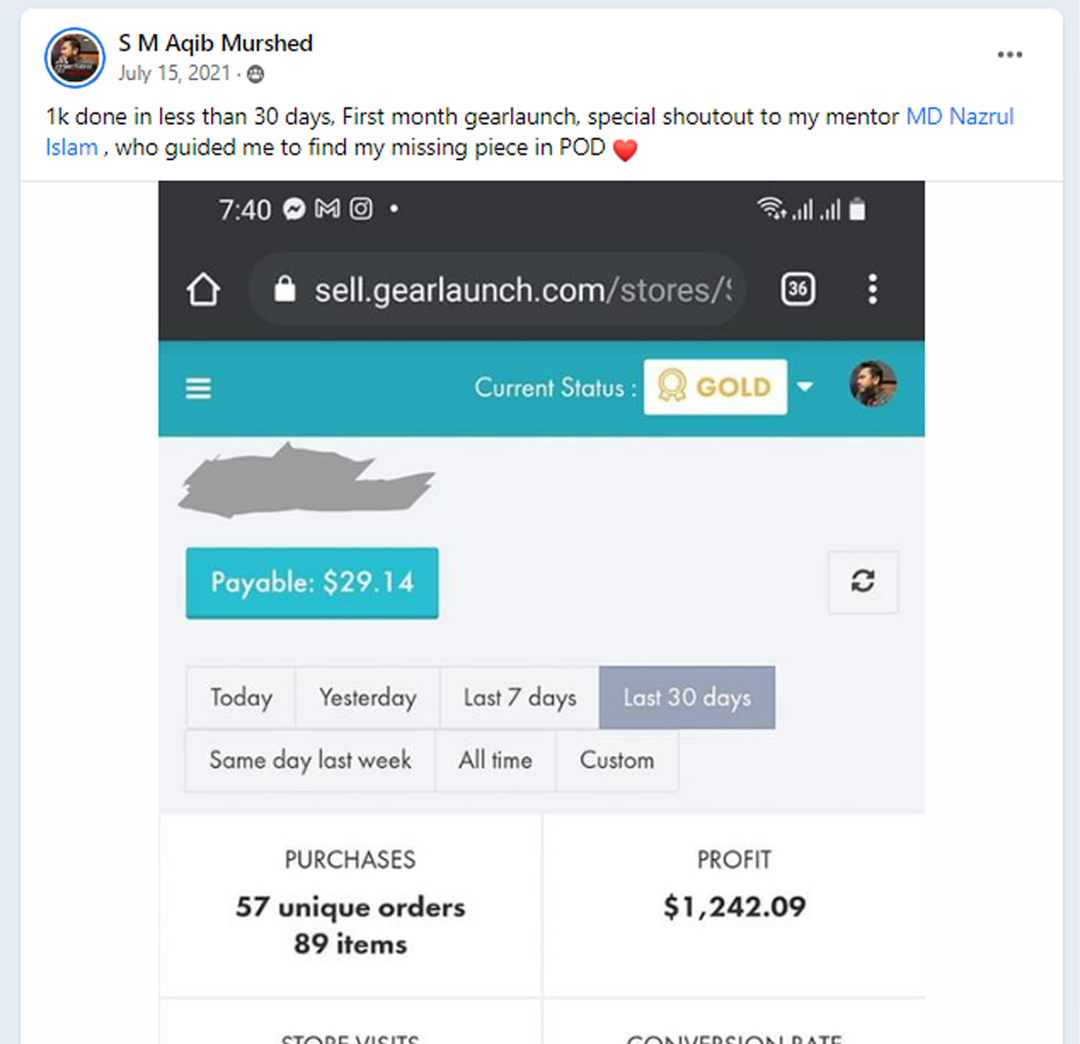 S M Aqib Murshed
July 15, 2021 ·
1k done in less than 30 days, First month gearlaunch, special shoutout to my mentor MD Nazrul
Islam , who guided me to find my missing piece in POD
7:40
sell.gearlaunch.com/stores/
36
Current Status : GOLD
Payable: $29.14
Today Yesterday Last 7 days Last 30 days
Same day last week All time Custom
PURCHASES PROFIT
57 unique orders $1,242.09
89 items
STORE VISITS CONVERSION RATE